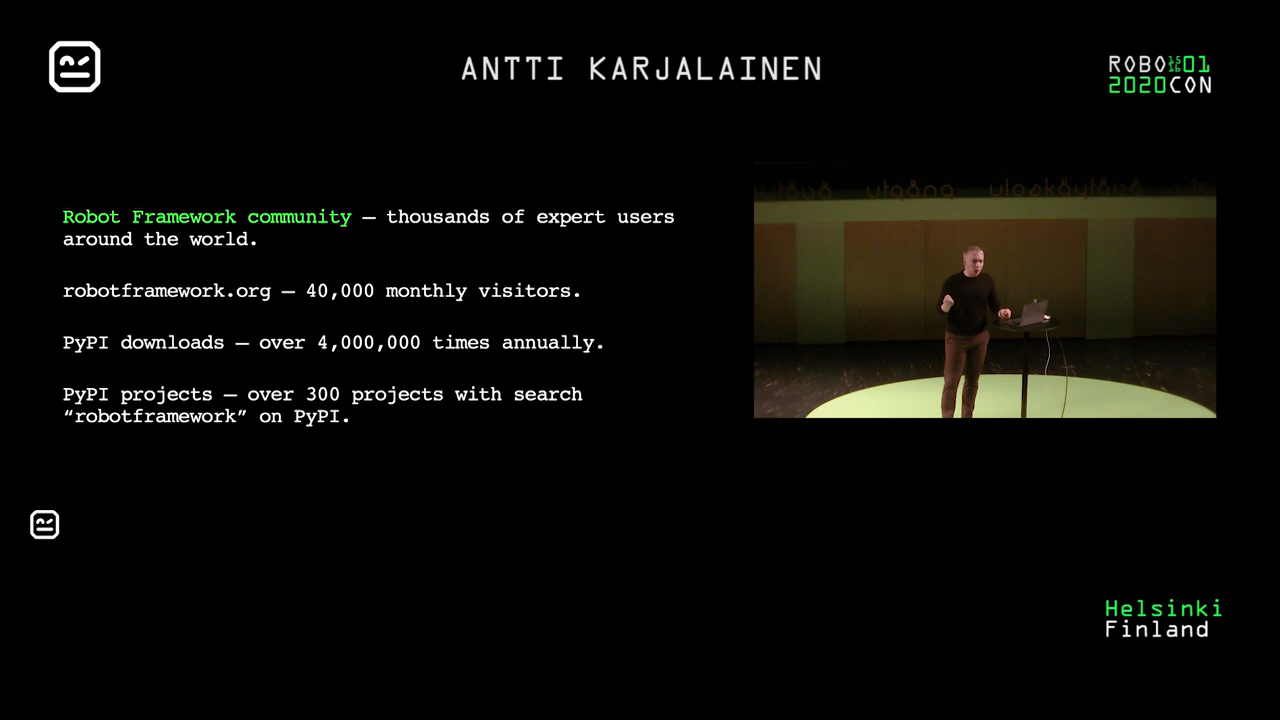 ANTTI KARJALAINEN
ROBO 01
2020CON
Robot Framework community — thousands of expert users
around the world.
robotframework.org — 40,000 monthly visitors.
PyPI downloads — over 4,000,000 times annually.
PyPI projects — over 300 projects with search
“robotframework” on PyPI.
utgång
Helsinki
Finland